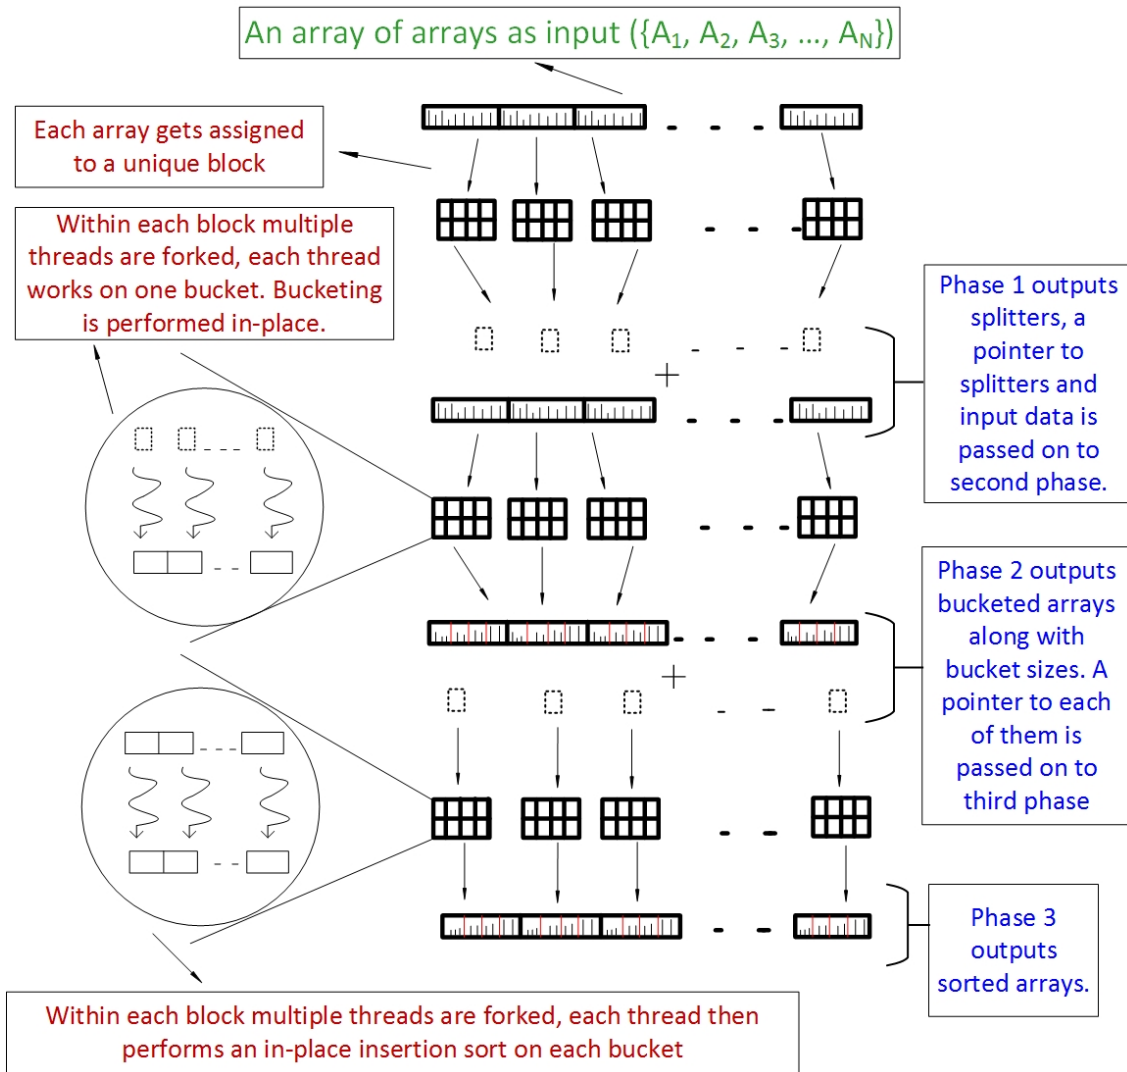 An array of arrays as input ({A₁, A₂, A₃, ..., A_N})
Each array gets assigned
to a unique block
Within each block multiple
threads are forked, each thread
works on one bucket. Bucketing
is performed in-place.
Phase 1 outputs
splitters, a
pointer to
splitters and
input data is
passed on to
second phase.
Phase 2 outputs
bucketed arrays
along with
bucket sizes. A
pointer to each
of them is
passed on to
third phase
Phase 3
outputs
sorted arrays.
Within each block multiple threads are forked, each thread then
performs an in-place insertion sort on each bucket